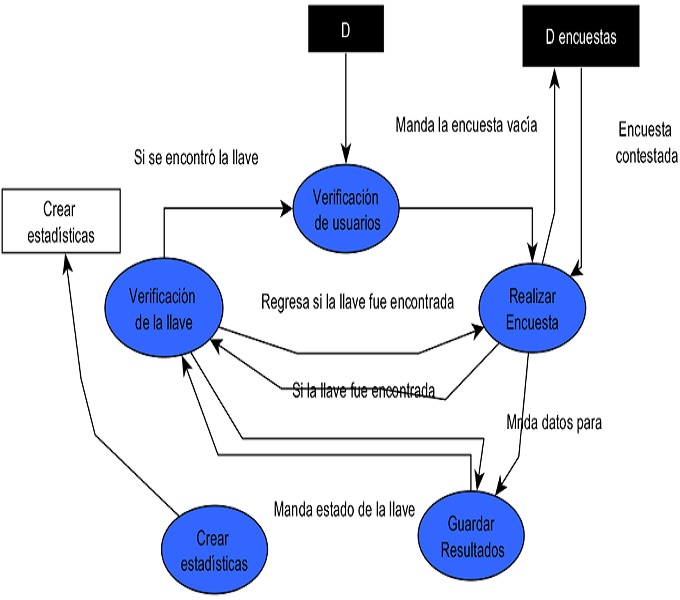 D
D encuestas
Manda la encuesta vacía
Encuesta
contestada
Si se encontró la llave
Verificación
de usuarios
Crear
estadísticas
Verificación
de la llave
Regresa si la llave fue encontrada
Realizar
Encuesta
Si la llave fue encontrada
Mnda datos para
Manda estado de la llave
Guardar
Resultados
Crear
estadísticas